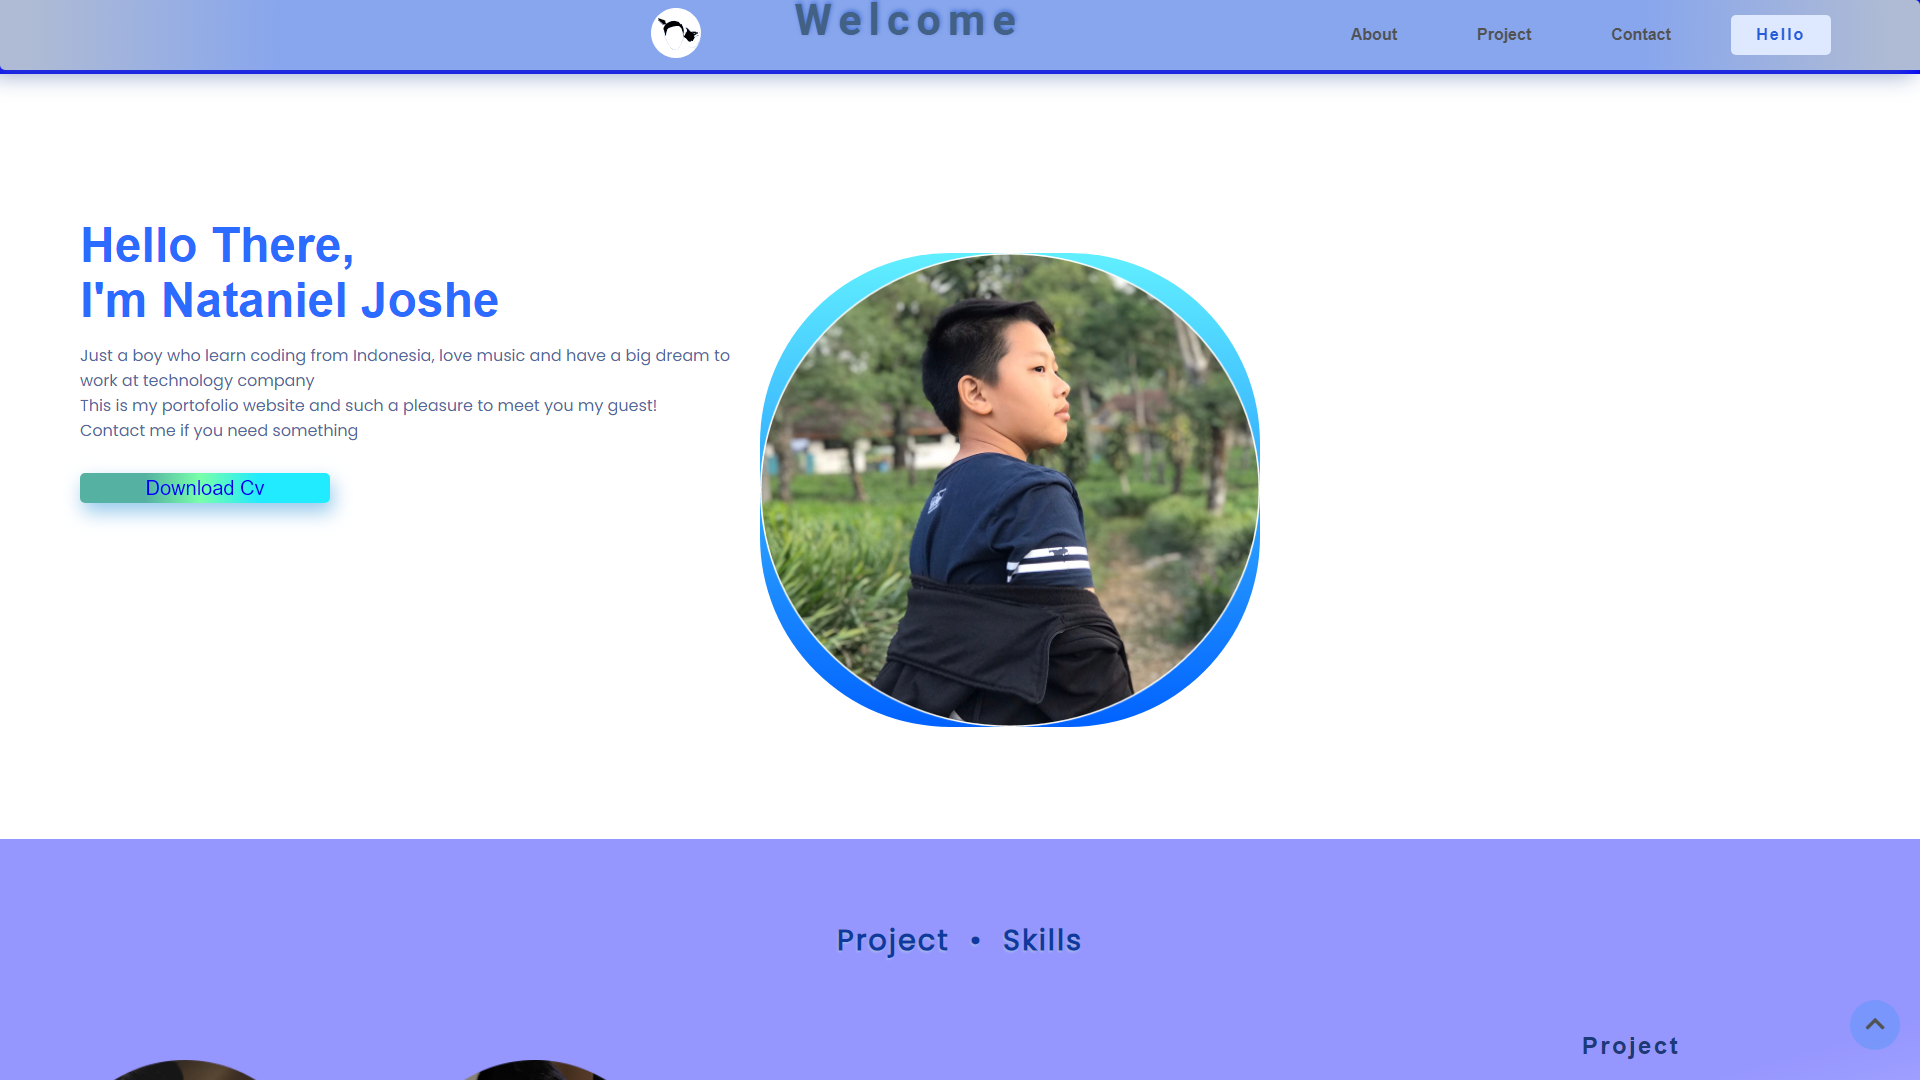 Welcome
About
Project
Contact
Hello
Hello There,
I'm Nataniel Joshe
Just a boy who learn coding from Indonesia, love music and have a big dream to
work at technology company
This is my portofolio website and such a pleasure to meet you my guest!
Contact me if you need something
Download Cv
Project • Skills
Project